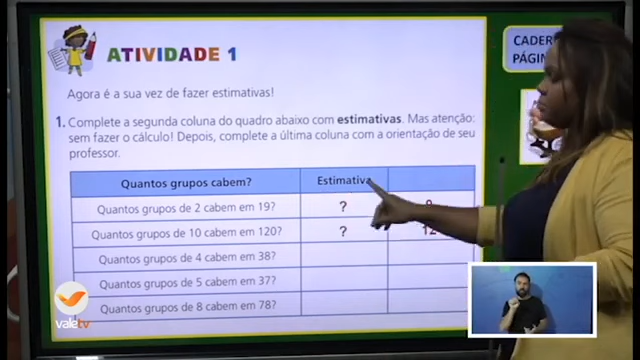 ATIVIDADE 1
CADER
PÁGIN
Agora é a sua vez de fazer estimativas!
1. Complete a segunda coluna do quadro abaixo com estimativas. Mas atenção:
sem fazer o cálculo! Depois, complete a última coluna com a orientação de seu
professor.
Quantos grupos cabem? Estimativa
Quantos grupos de 2 cabem em 19? ? 9
Quantos grupos de 10 cabem em 120? ? 12
Quantos grupos de 4 cabem em 38?
Quantos grupos de 5 cabem em 37?
Quantos grupos de 8 cabem em 78?
valetv